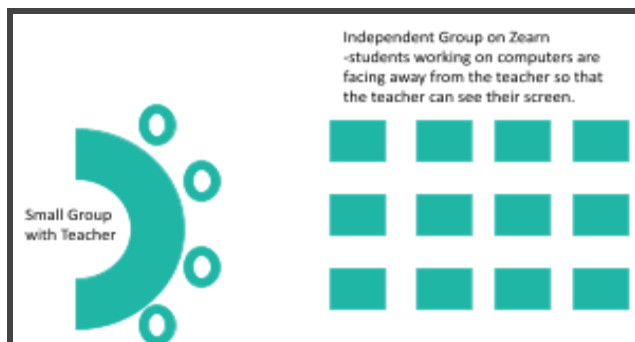 Independent Group on Zearn
-students working on computers are
facing away from the teacher so that
the teacher can see their screen.
Small Group
with Teacher